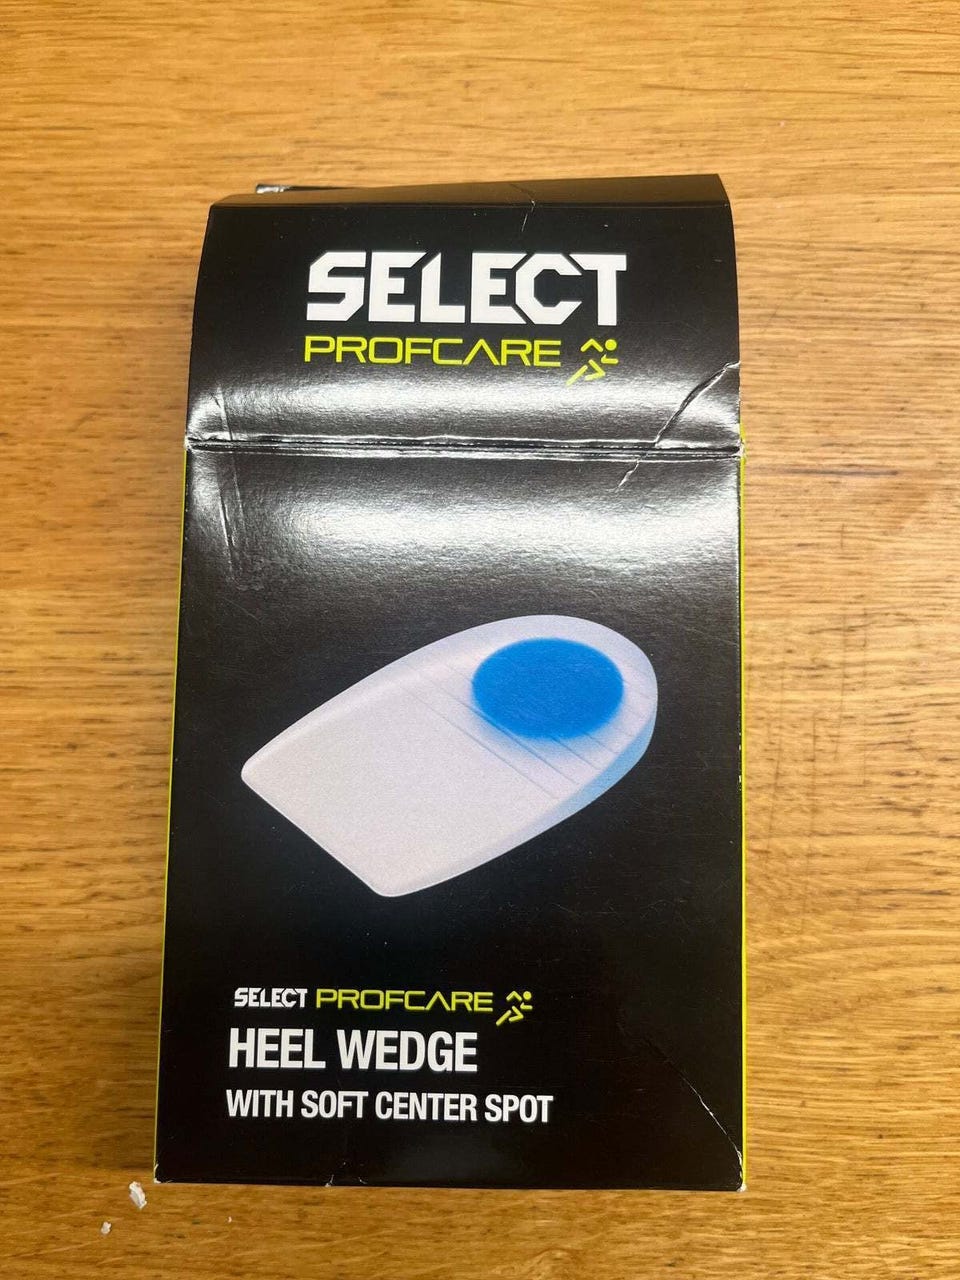 SELECT
PROFCARE
SELECT PROFCARE
HEEL WEDGE
WITH SOFT CENTER SPOT